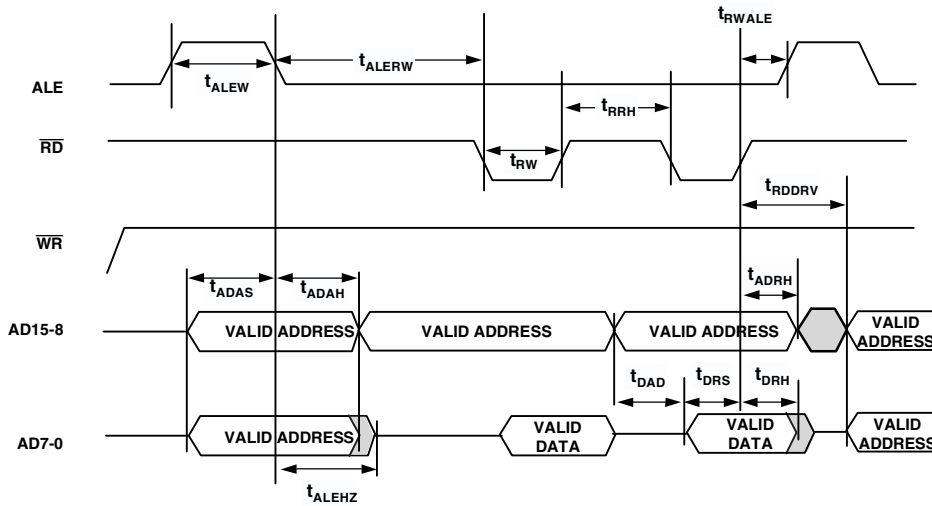 tRWALE
tALEW
tALERW
ALE
tRRH
RD
tRW
tRDDRV
WR
tADAS
tADAH
tADRH
AD15-8
VALID ADDRESS
VALID ADDRESS
VALID ADDRESS
VALID
ADDRESS
tDAD
tDRS
tDRH
AD7-0
VALID ADDRESS
VALID
DATA
VALID
DATA
VALID
ADDRESS
tALEHZ